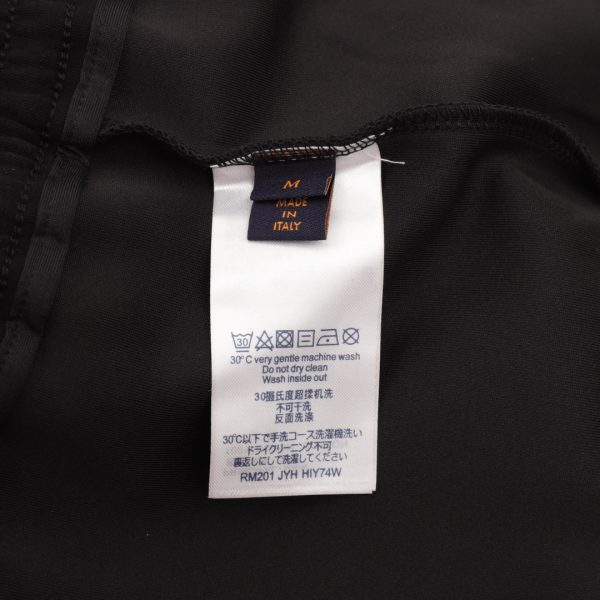 M
MADE
IN
ITALY
30
30°C very gentle machine wash
Do not dry clean
Wash inside out
30摄氏度超揉机洗
不可干洗
反面洗涤
30℃以下で手洗コース洗濯機洗い
ドライクリーニング不可
裏返しにして洗濯してください
RM201 JYH HIY74W